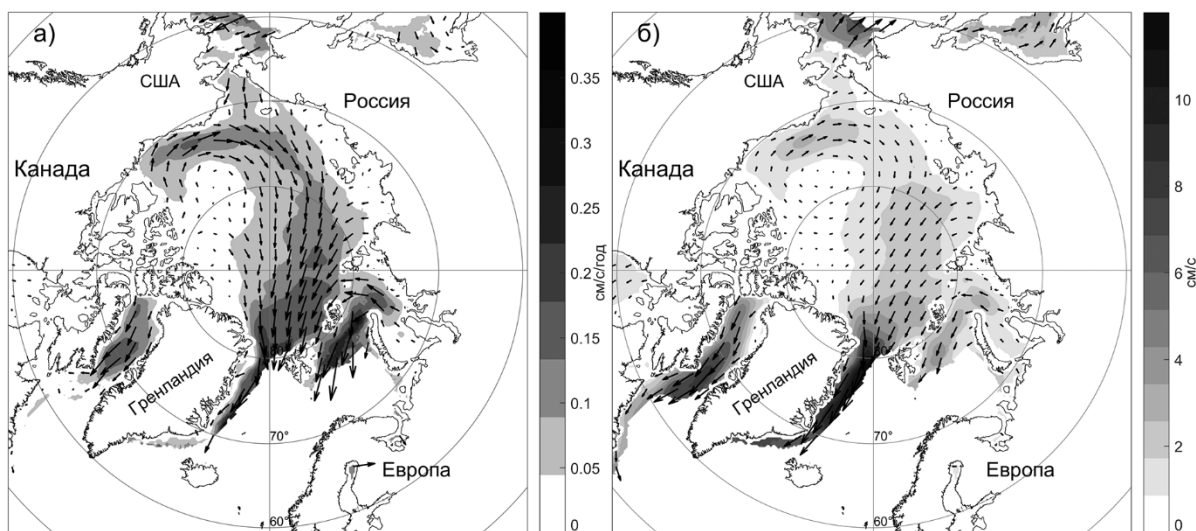 а)
США
Россия
Канада
Гренландия
Европа
70°
60°
0.35
0.3
0.25
0.2
0.15
0.1
0.05
0
см/с/год
б)
США
Россия
Канада
Гренландия
Европа
70°
60°
10
8
6
4
2
0
см/с